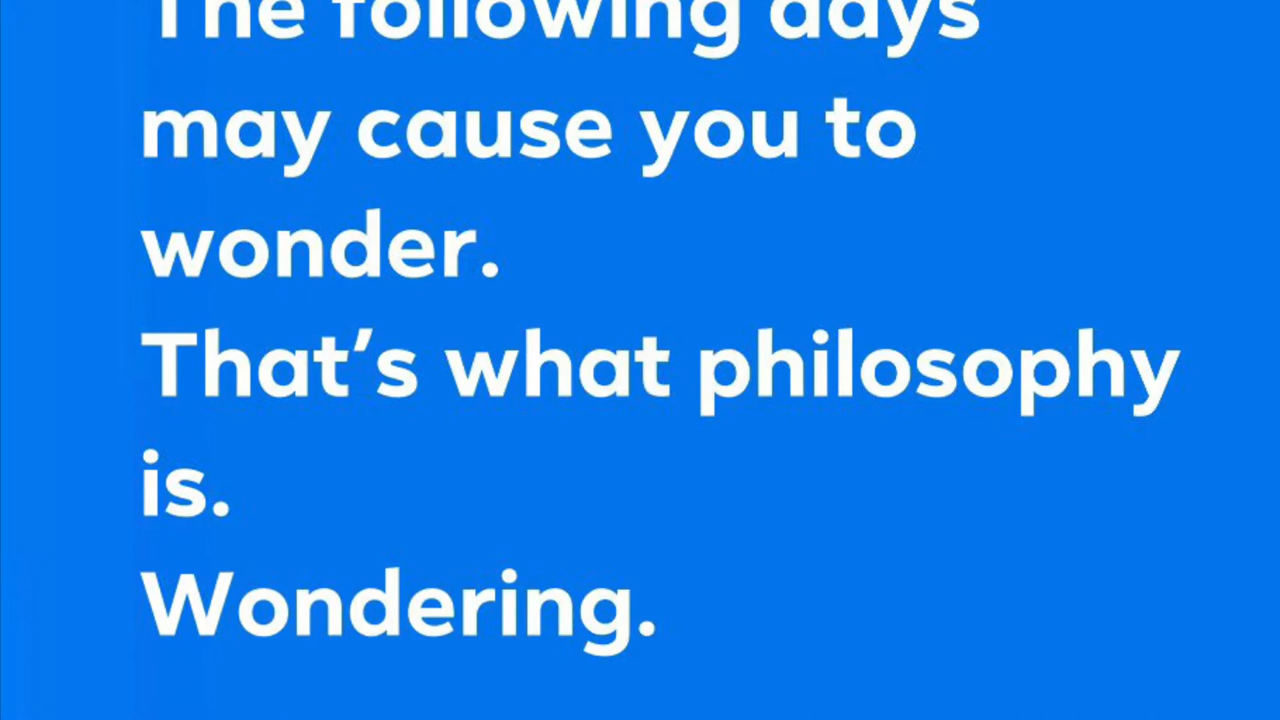 The following days
may cause you to
wonder.
That’s what philosophy
is.
Wondering.